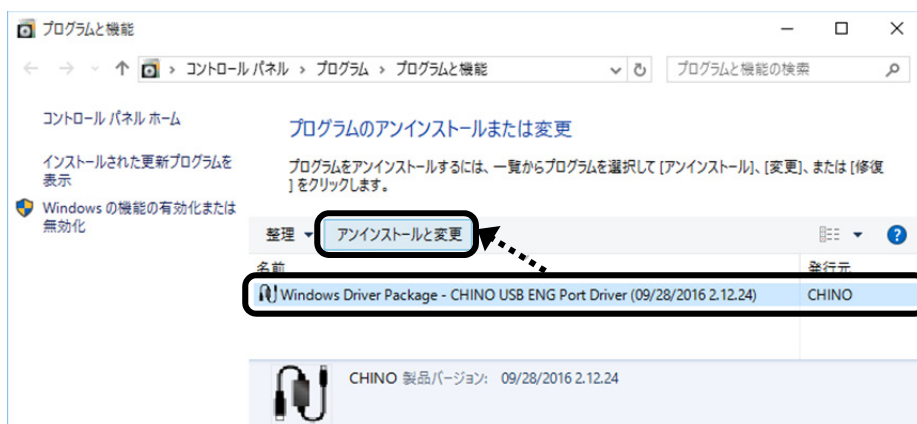 プログラムと機能
コントロール パネル › プログラム › プログラムと機能
プログラムと機能の検索
コントロール パネル ホーム
インストールされた更新プログラムを
表示
Windows の機能の有効化または
無効化
プログラムのアンインストールまたは変更
プログラムをアンインストールするには、一覧からプログラムを選択して [アンインストール]、[変更]、または [修復
] をクリックします。
整理 アンインストールと変更
名前 発行元
Windows Driver Package - CHINO USB ENG Port Driver (09/28/2016 2.12.24) CHINO
CHINO 製品バージョン: 09/28/2016 2.12.24